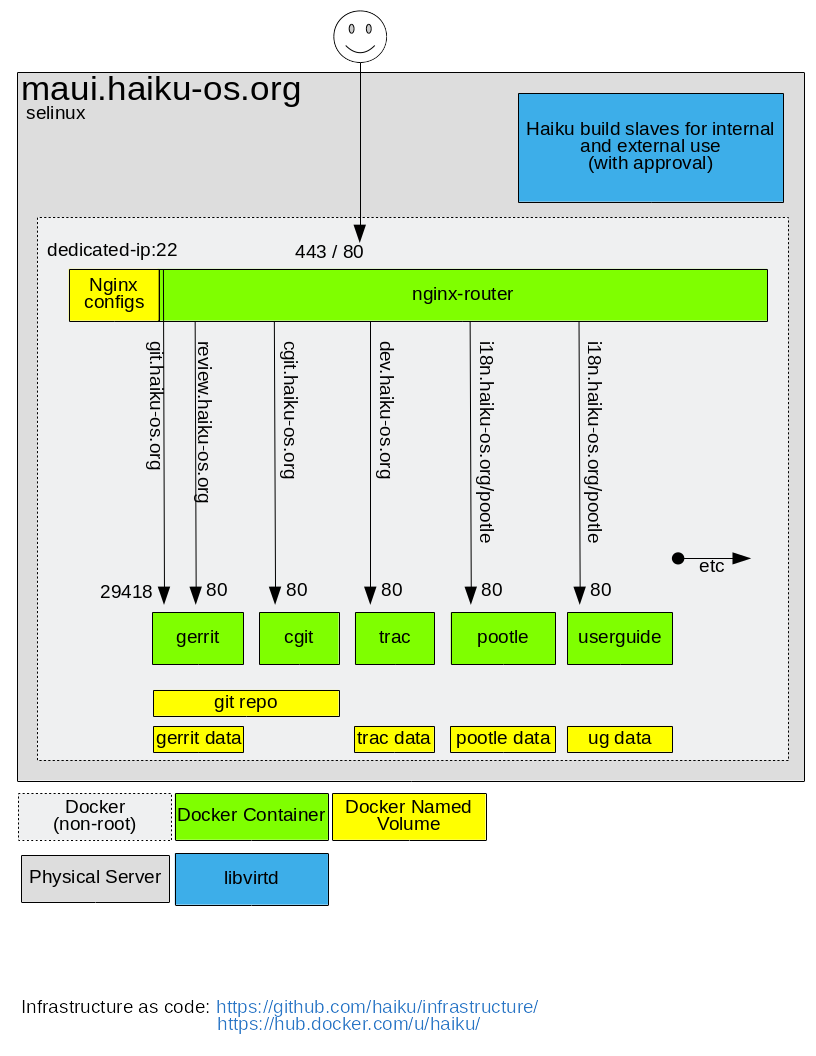 maui.haiku-os.org
selinux
Haiku build slaves for internal
and external use
(with approval)
dedicated-ip:22
443 / 80
Nginx
configs
nginx-router
git.haiku-os.org
review.haiku-os.org
cgit.haiku-os.org
dev.haiku-os.org
i18n.haiku-os.org/pootle
i18n.haiku-os.org/pootle
etc
29418
80
80
80
80
80
gerrit
cgit
trac
pootle
userguide
git repo
gerrit data
trac data
pootle data
ug data
Docker
(non-root)
Docker Container
Docker Named
Volume
Physical Server
libvirtd
Infrastructure as code: https://github.com/haiku/infrastructure/
https://hub.docker.com/u/haiku/